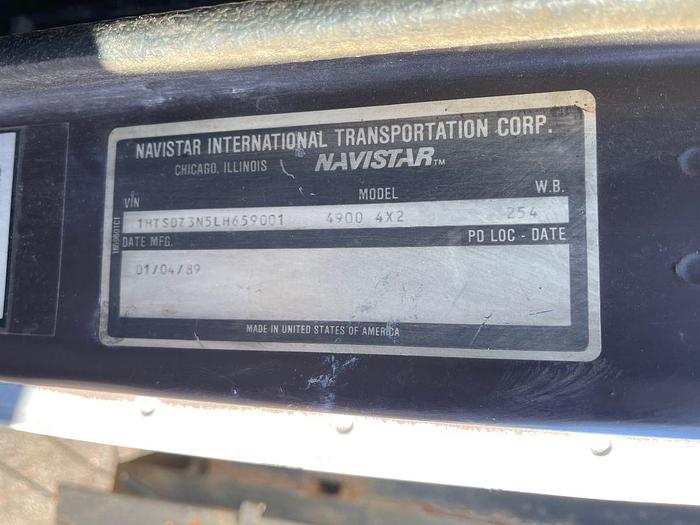 NAVISTAR INTERNATIONAL TRANSPORTATION CORP.
CHICAGO, ILLINOIS NAVISTAR™
VIN MODEL W.B.
1HTSDZ3N5LH659001 4900 4X2 254
DATE MFG. PD LOC - DATE
01/04/89
MADE IN UNITED STATES OF AMERICA